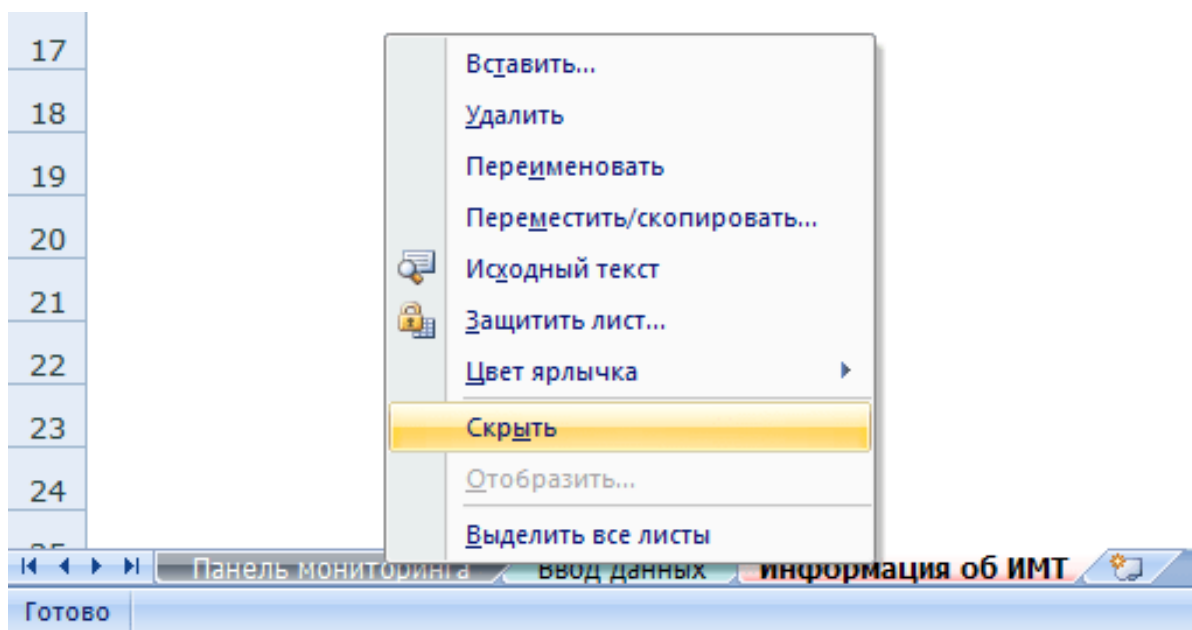 17
Вставить...
18
Удалить
19
Переименовать
20
Переместить/скопировать...
Исходный текст
21
Защитить лист...
22
Цвет ярлычка
23
Скрыть
24
Отобразить...
Выделить все листы
25
Панель мониторинга Ввод данных Информация об ИМТ
Готово